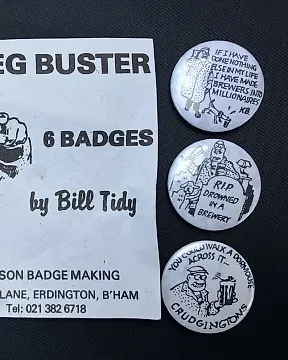 EG BUSTER
6 BADGES
by Bill Tidy
SON BADGE MAKING
LANE, ERDINGTON, B'HAM
Tel: 021 382 6718
IF I HAVE
DONE NOTHING
ELSE IN MY LIFE
I HAVE MADE
BREWERS INTO
MILLIONAIRES
KB
R.I.P
DROWNED
IN A
BREWERY
YOU COULD WALK A DORMOUSE
ACROSS IT-
CRUDGINGTONS